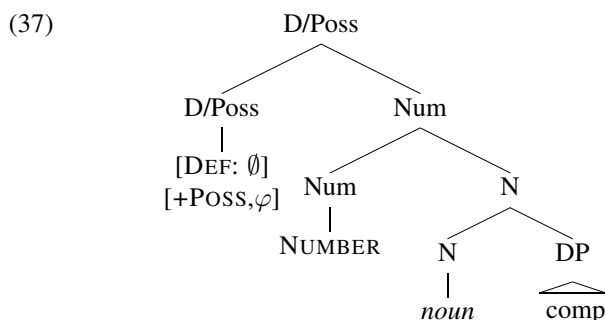 (37) D/Poss
D/Poss Num
[DEF: ∅]
[+POSS,φ] Num N
NUMBER N DP
noun comp